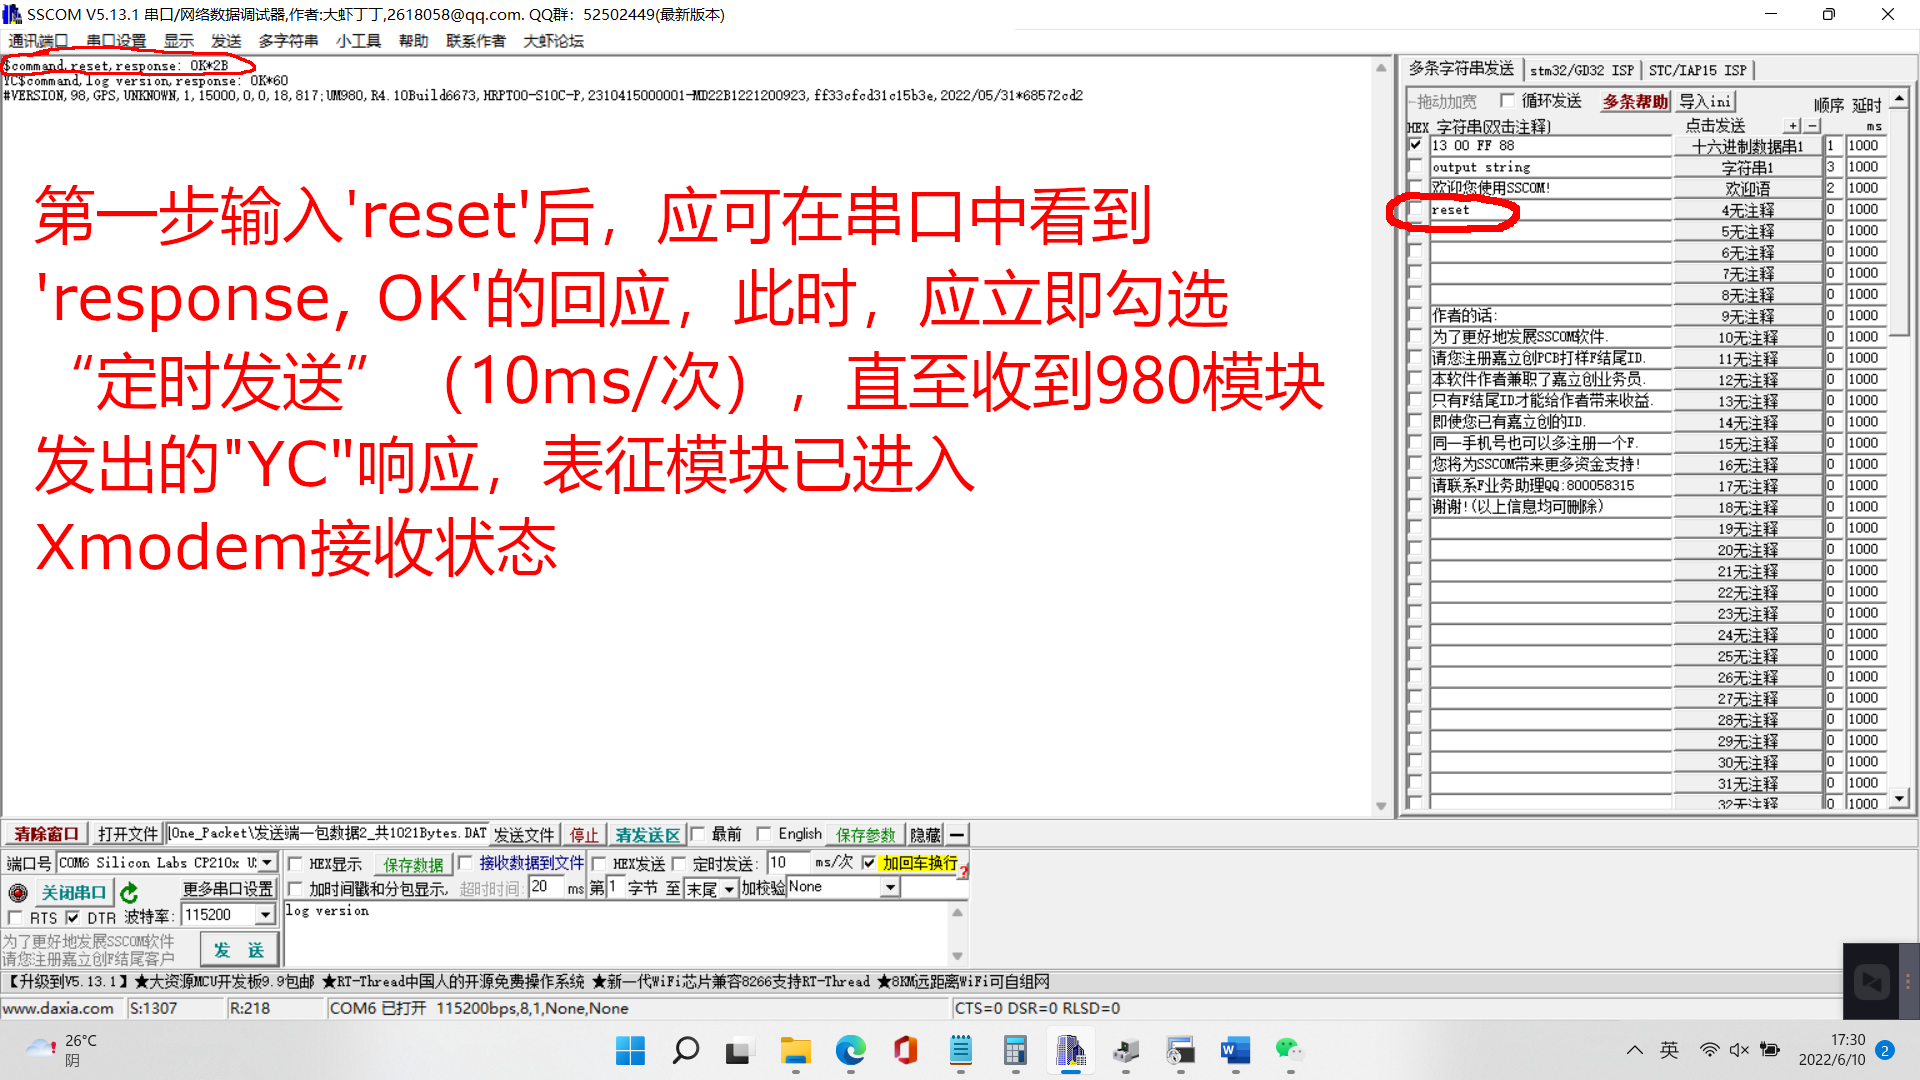 SSCOM V5.13.1 串口/网络数据调试器,作者:大虾丁丁,2618058@qq.com. QQ群：52502449(最新版本)
通讯端口 串口设置 显示 发送 多字符串 小工具 帮助 联系作者 大虾论坛
$command,reset,response: OK*2B
YC$command,log version,response: OK*60
#VERSION,98,GPS,UNKNOWN,1,15000,0,0,18,817;UM980,R4.10Build6673,HRPT00-S10C-P,2310415000001-MD22B1221200923,ff33cfcd31c15b3e,2022/05/31*68572cd2
第一步输入'reset'后，应可在串口中看到
'response, OK'的回应，此时，应立即勾选
“定时发送”（10ms/次），直至收到980模块
发出的"YC"响应，表征模块已进入
Xmodem接收状态
多条字符串发送 stm32/GD32 ISP STC/IAP15 ISP
拖动加宽 循环发送 多条帮助 导入ini 顺序 延时
HEX 字符串(双击注释) 点击发送 + − ms
13 00 FF 88 十六进制数据串1 1 1000
output string 字符串1 3 1000
欢迎您使用SSCOM! 欢迎语 2 1000
reset 4无注释 0 1000
5无注释 0 1000
6无注释 0 1000
7无注释 0 1000
8无注释 0 1000
作者的话: 9无注释 0 1000
为了更好地发展SSCOM软件. 10无注释 0 1000
请您注册嘉立创PCB打样F结尾ID. 11无注释 0 1000
本软件作者兼职了嘉立创业务员. 12无注释 0 1000
只有F结尾ID才能给作者带来收益. 13无注释 0 1000
即使您已有嘉立创的ID. 14无注释 0 1000
同一手机号也可以多注册一个F. 15无注释 0 1000
您将为SSCOM带来更多资金支持! 16无注释 0 1000
请联系F业务助理QQ:800058315 17无注释 0 1000
谢谢!(以上信息均可删除) 18无注释 0 1000
19无注释 0 1000
20无注释 0 1000
21无注释 0 1000
22无注释 0 1000
23无注释 0 1000
24无注释 0 1000
25无注释 0 1000
26无注释 0 1000
27无注释 0 1000
28无注释 0 1000
29无注释 0 1000
30无注释 0 1000
31无注释 0 1000
32无注释 0 1000
清除窗口 打开文件 One_Packet\发送端一包数据2_共1021Bytes.DAT 发送文件 停止 清发送区 最前 English 保存参数 隐藏 −
端口号 COM6 Silicon Labs CP210x HEX显示 保存数据 接收数据到文件 HEX发送 定时发送: 10 ms/次 加回车换行 ?
关闭串口 更多串口设置 加时间戳和分包显示, 超时时间: 20 ms 第 1 字节 至 末尾 加校验 None
RTS DTR 波特率: 115200 log version
为了更好地发展SSCOM软件
请您注册嘉立创F结尾客户 发 送
【升级到V5.13.1】★大资源MCU开发板9.9包邮 ★RT-Thread中国人的开源免费操作系统 ★新一代WiFi芯片兼容8266支持RT-Thread ★8KM远距离WiFi可自组网
www.daxia.com S:1307 R:218 COM6 已打开 115200bps,8,1,None,None CTS=0 DSR=0 RLSD=0
26°C
阴
英
17:30
2022/6/10 2